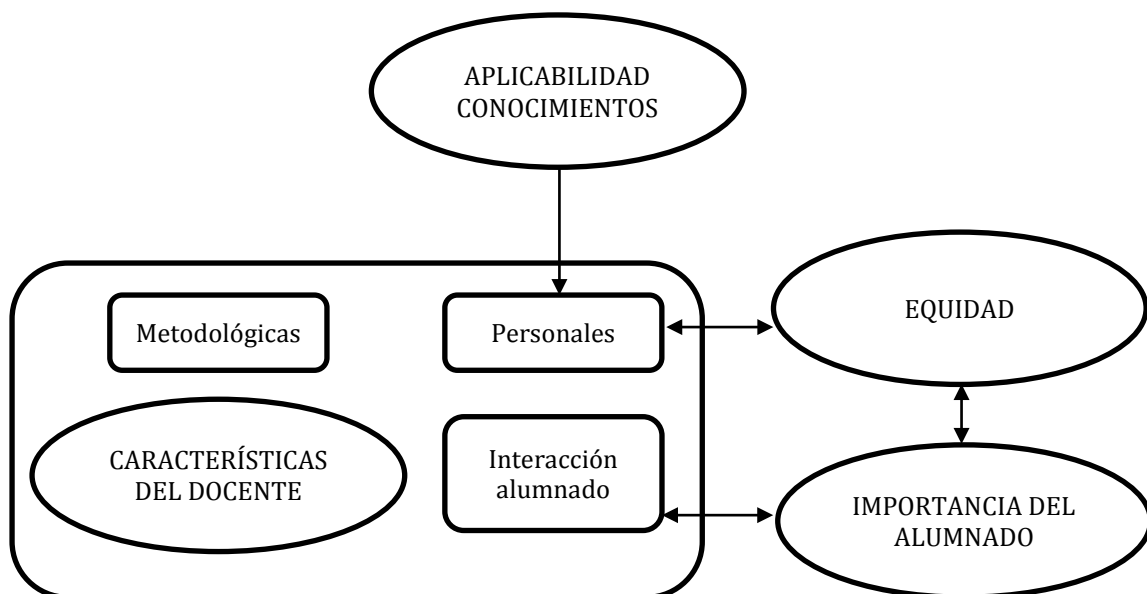 APLICABILIDAD
CONOCIMIENTOS
Metodológicas
Personales
EQUIDAD
CARACTERÍSTICAS
DEL DOCENTE
Interacción
alumnado
IMPORTANCIA DEL
ALUMNADO